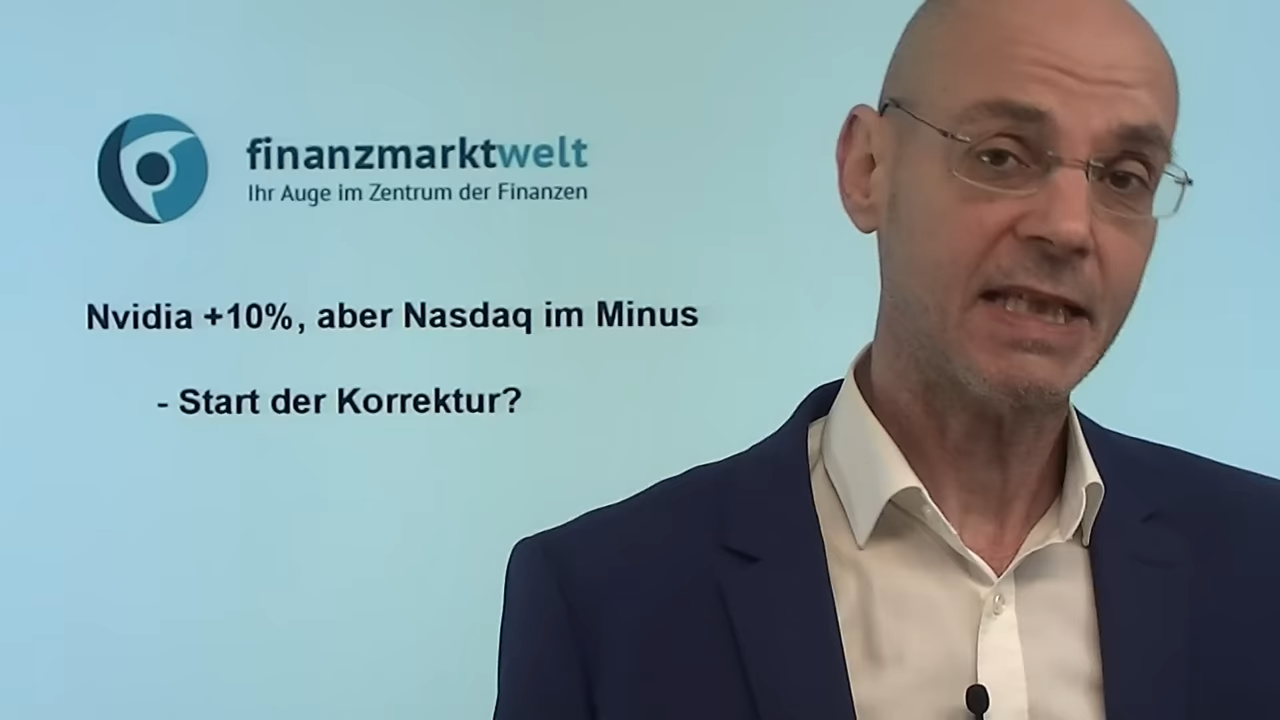 finanzmarktwelt
Ihr Auge im Zentrum der Finanzen
Nvidia +10%, aber Nasdaq im Minus
- Start der Korrektur?